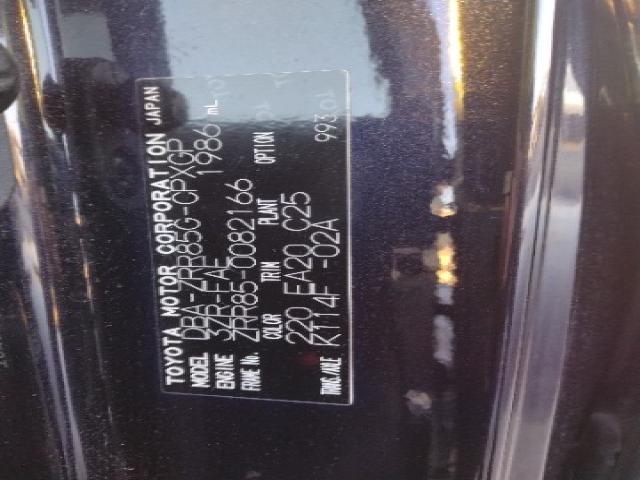 TOYOTA MOTOR CORPORATION JAPAN
MODEL DBA-ZRR85G-CPXGP
ENGINE 3ZR-FAE 1986 mL
FRAME No. ZRR85-0082166
COLOR TRIM PLANT OPTION
220 EA20 C25 993
TRANS./AXLE K114F -02A